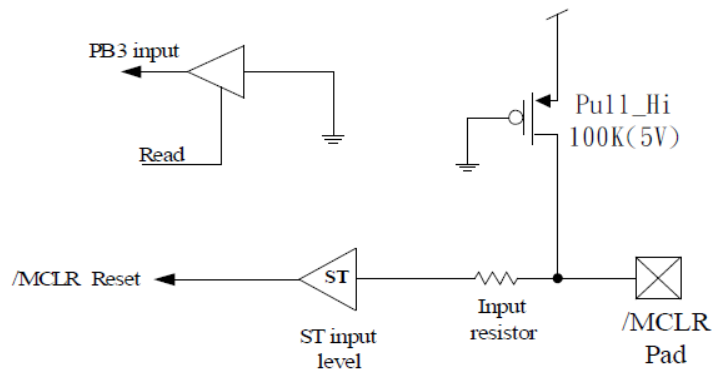 PB3 input
Read
Pull_Hi
100K(5V)
/MCLR Reset
ST
ST input
level
Input
resistor
/MCLR
Pad